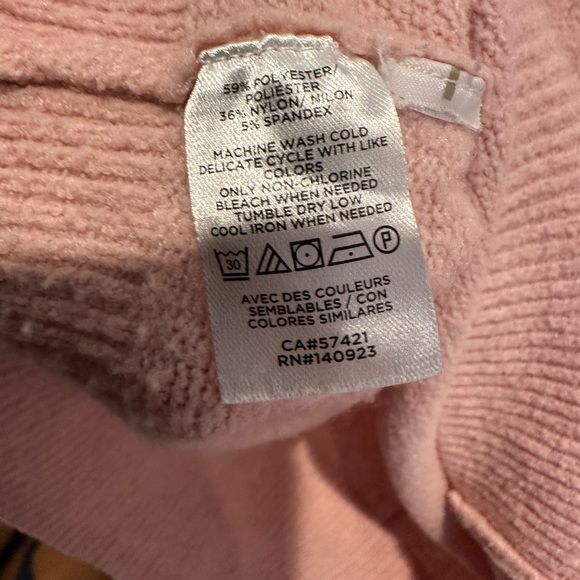 59% POLYESTER/
POLIESTER
36% NYLON/ NILON
5% SPANDEX
MACHINE WASH COLD
DELICATE CYCLE WITH LIKE
COLORS
ONLY NON-CHLORINE
BLEACH WHEN NEEDED
TUMBLE DRY LOW
COOL IRON WHEN NEEDED
30 P
AVEC DES COULEURS
SEMBLABLES / CON
COLORES SIMILARES
CA#57421
RN#140923